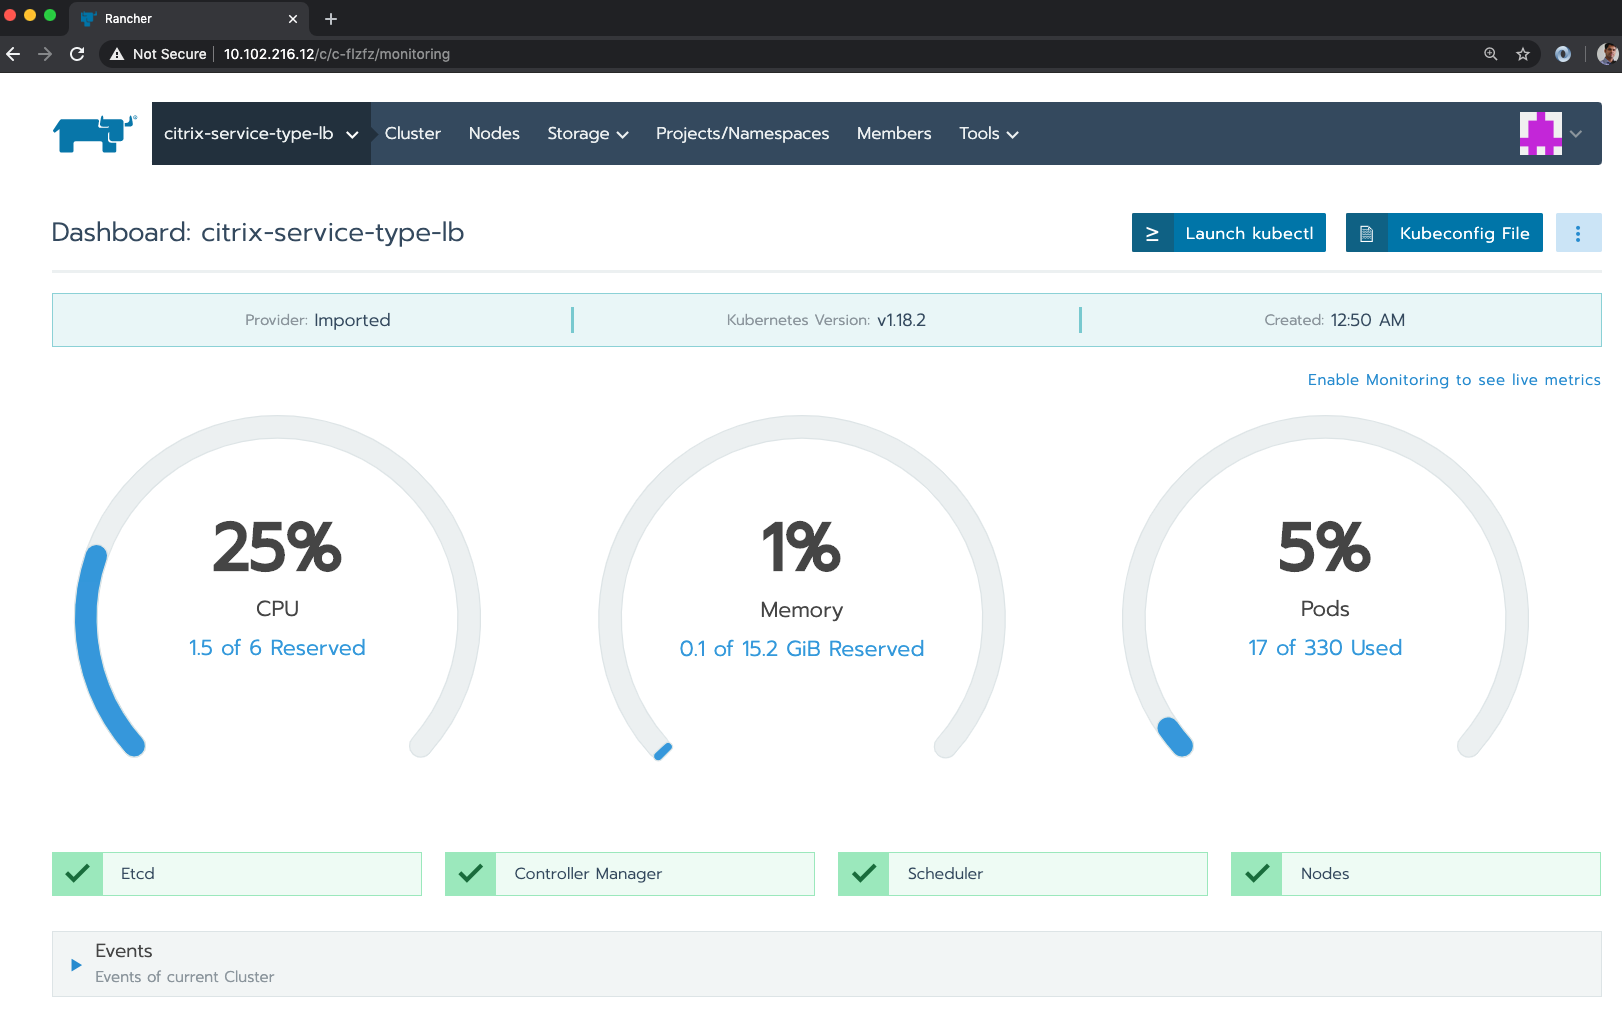 Rancher
Not Secure 10.102.216.12/c/c-flzfz/monitoring
citrix-service-type-lb Cluster Nodes Storage Projects/Namespaces Members Tools
Dashboard: citrix-service-type-lb
Launch kubectl Kubeconfig File
Provider: Imported Kubernetes Version: v1.18.2 Created: 12:50 AM
Enable Monitoring to see live metrics
25% 1% 5%
CPU Memory Pods
1.5 of 6 Reserved 0.1 of 15.2 GiB Reserved 17 of 330 Used
Etcd Controller Manager Scheduler Nodes
Events
Events of current Cluster